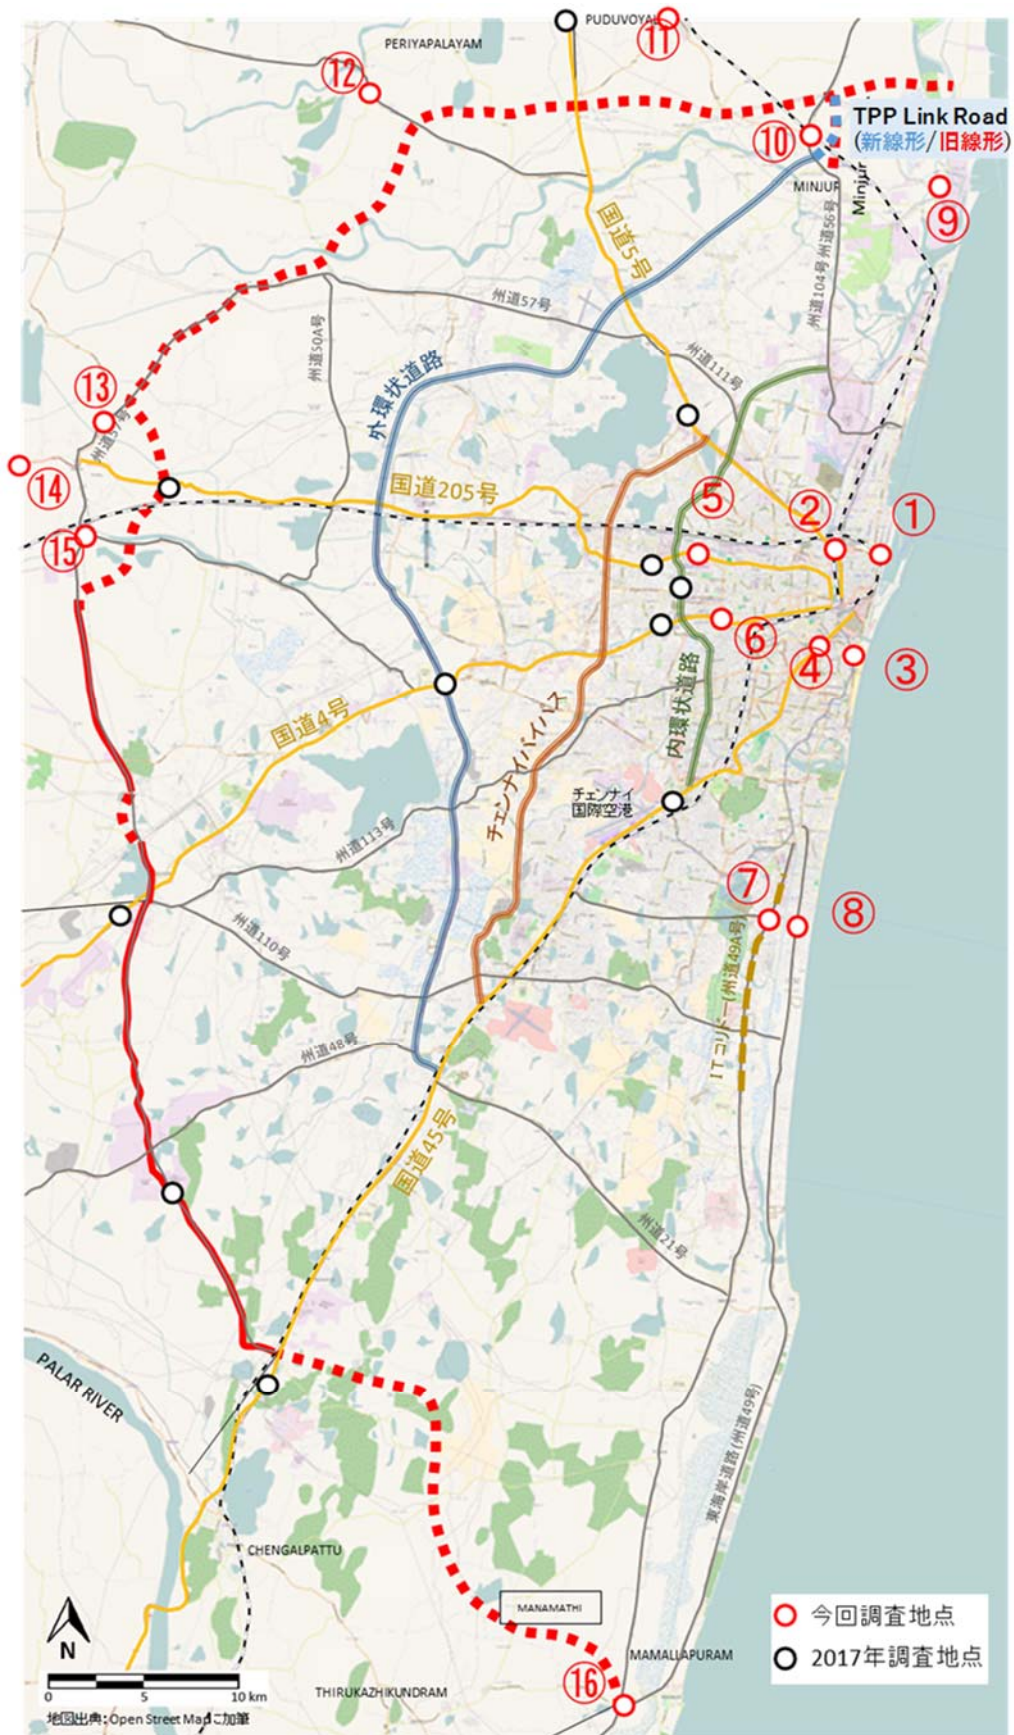 PUDUVOYAL
⑪
PERIYAPALAYAM
⑫
TPP Link Road
(新線形/旧線形)
⑩
MINJUR
Minjur
⑨
国道5号
州道56号
州道104号
州道57号
州道50A号
州道111号
外環状道路
⑬
州道57号
⑭
国道205号
⑤
②
①
⑮
⑥
④
③
内環状道路
国道4号
チェンナイバイパス
チェンナイ
国際空港
州道113号
⑦
⑧
州道110号
ITコリドー(州道49A号)
州道48号
国道45号
州道21号
PALAR RIVER
東海岸道路(州道49号)
CHENGALPATTU
MANAMATHI
MAMALLAPURAM
⑯
THIRUKAZHIKUNDRAM
N
0 5 10 km
地図出典:Open Street Mapに加筆
今回調査地点
2017年調査地点